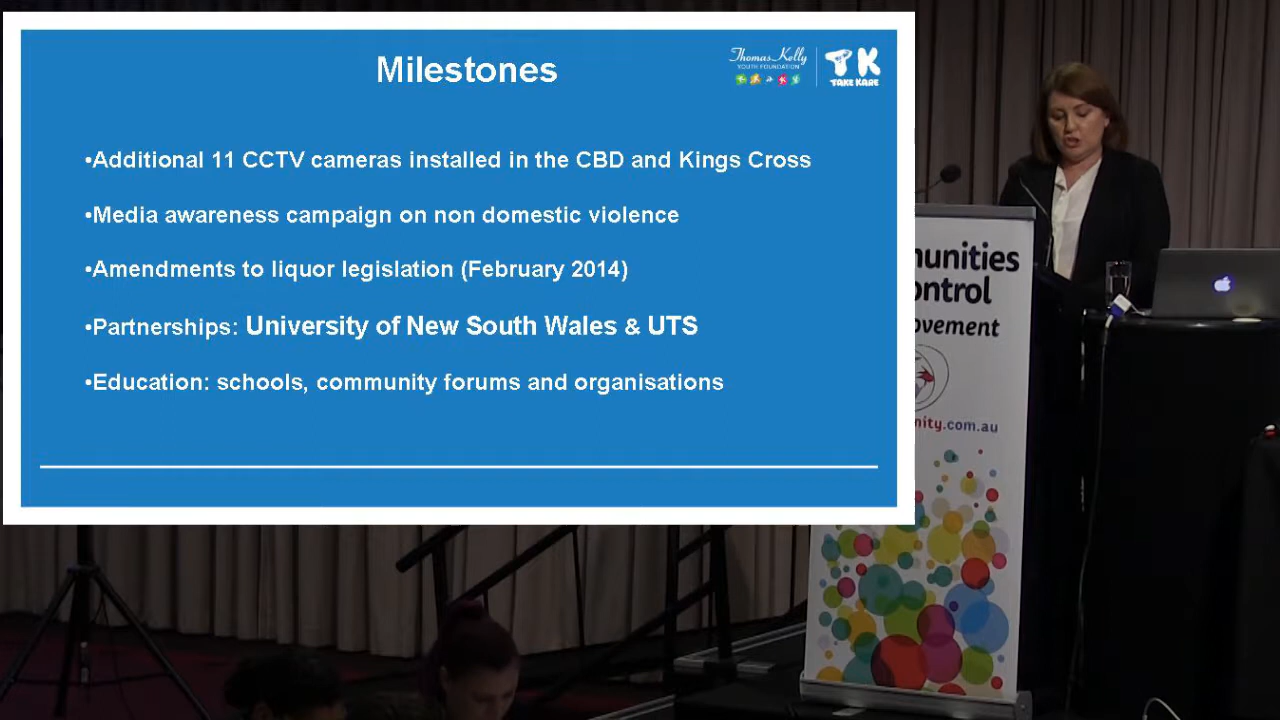 Milestones
Thomas Kelly
YOUTH FOUNDATION
TK
TAKE KARE
•Additional 11 CCTV cameras installed in the CBD and Kings Cross
•Media awareness campaign on non domestic violence
•Amendments to liquor legislation (February 2014)
•Partnerships: University of New South Wales & UTS
•Education: schools, community forums and organisations
munities
ontrol
ovement
nity.com.au